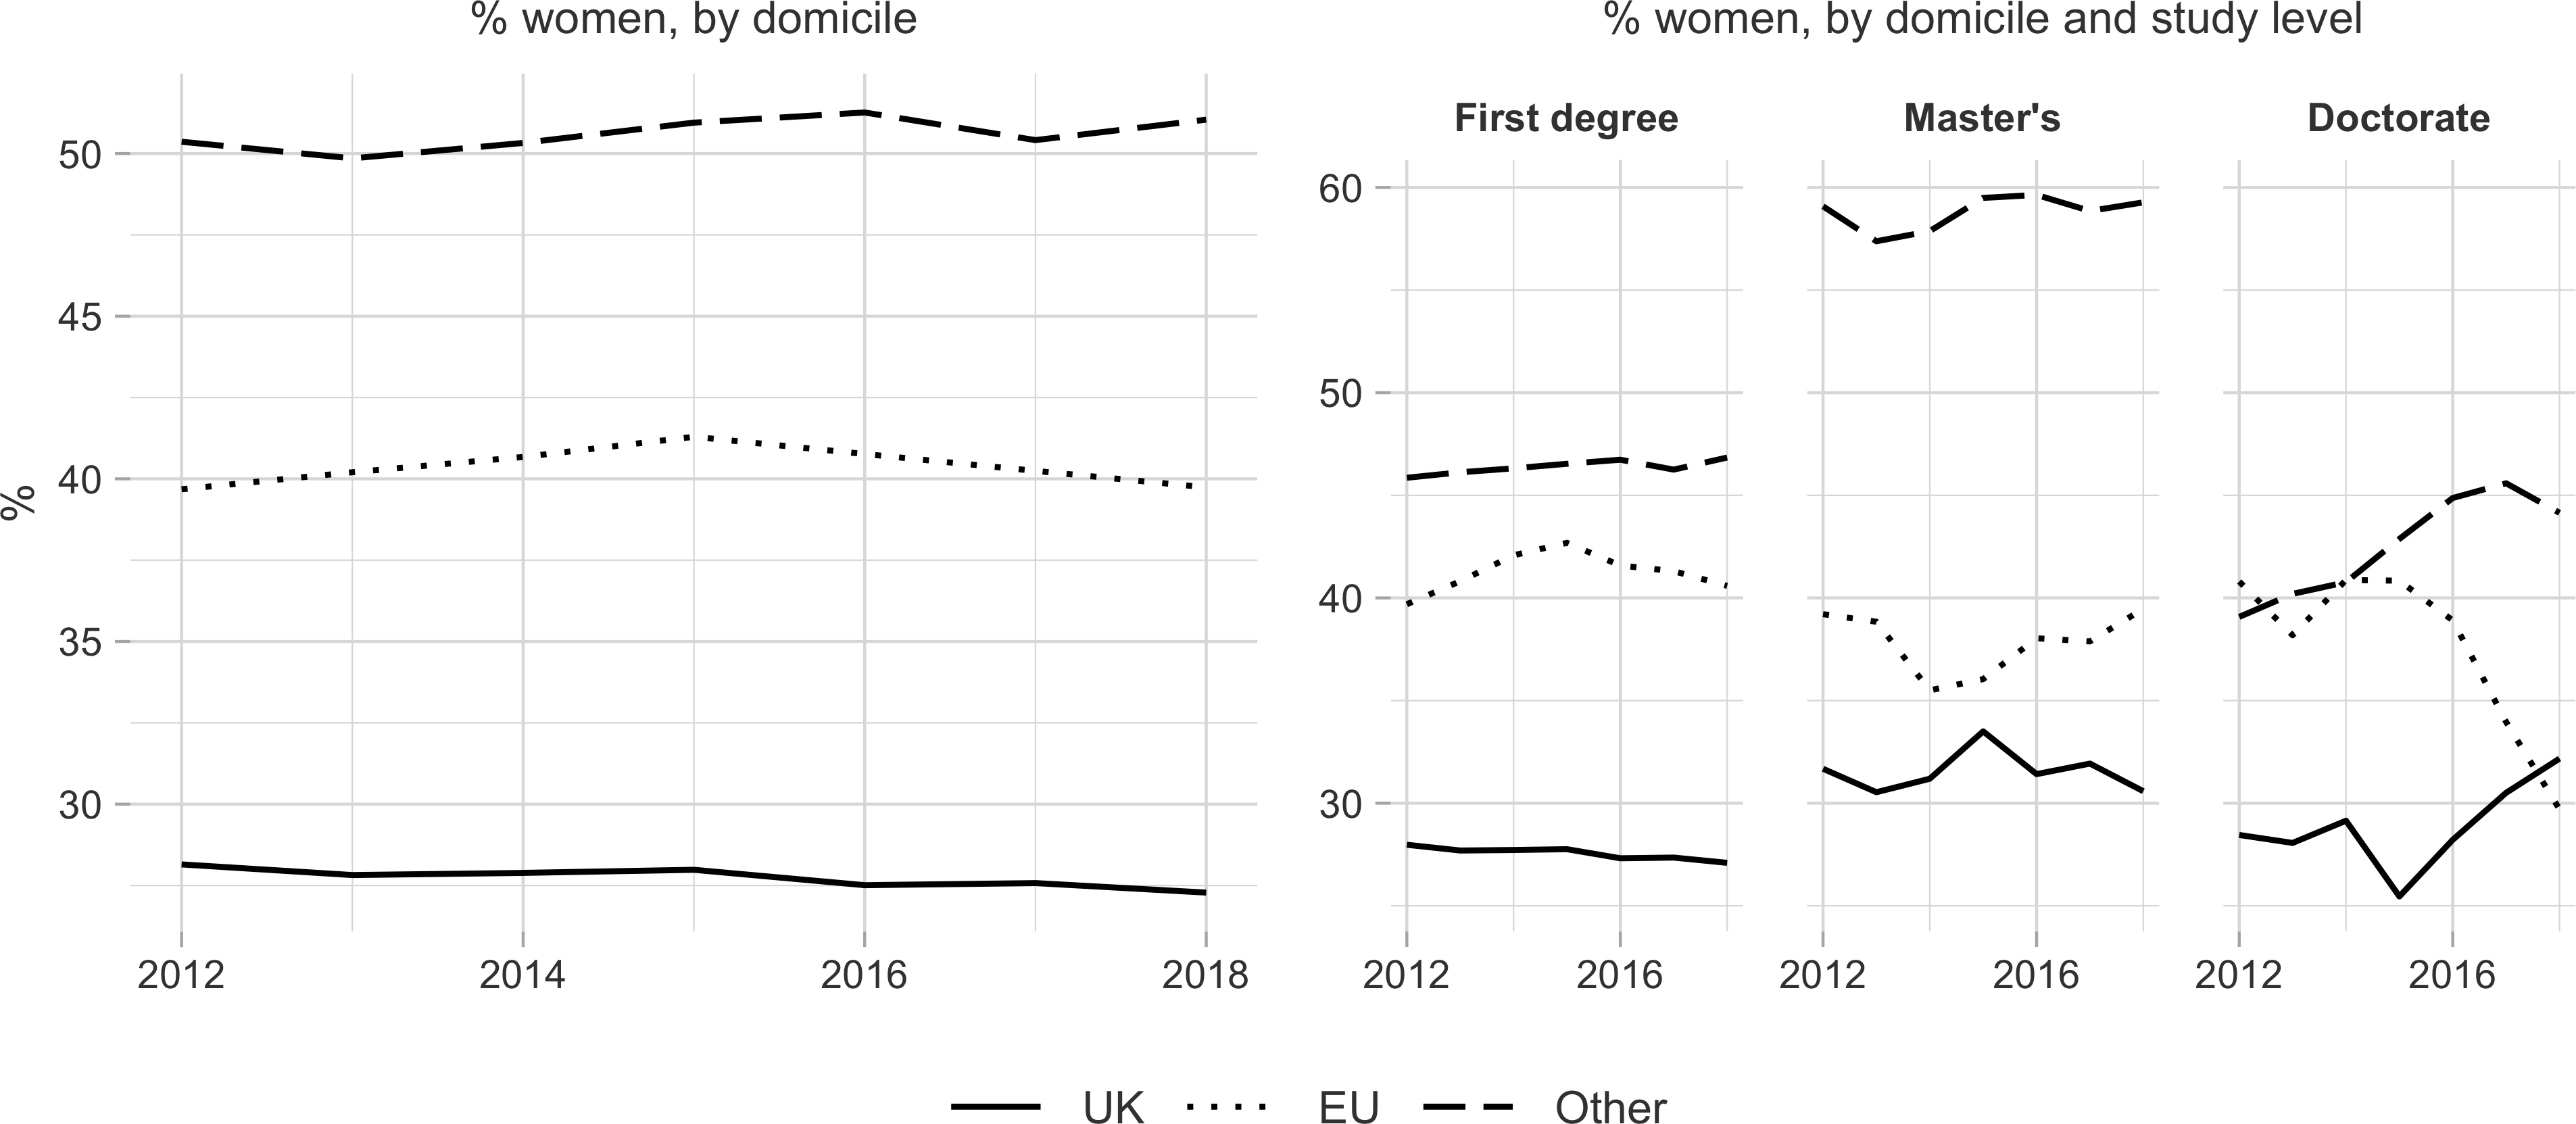 % women, by domicile
% women, by domicile and study level
First degree
Master's
Doctorate
%
50
45
40
35
30
2012
2014
2016
2018
60
50
40
30
2012
2016
2012
2016
2012
2016
UK
EU
Other